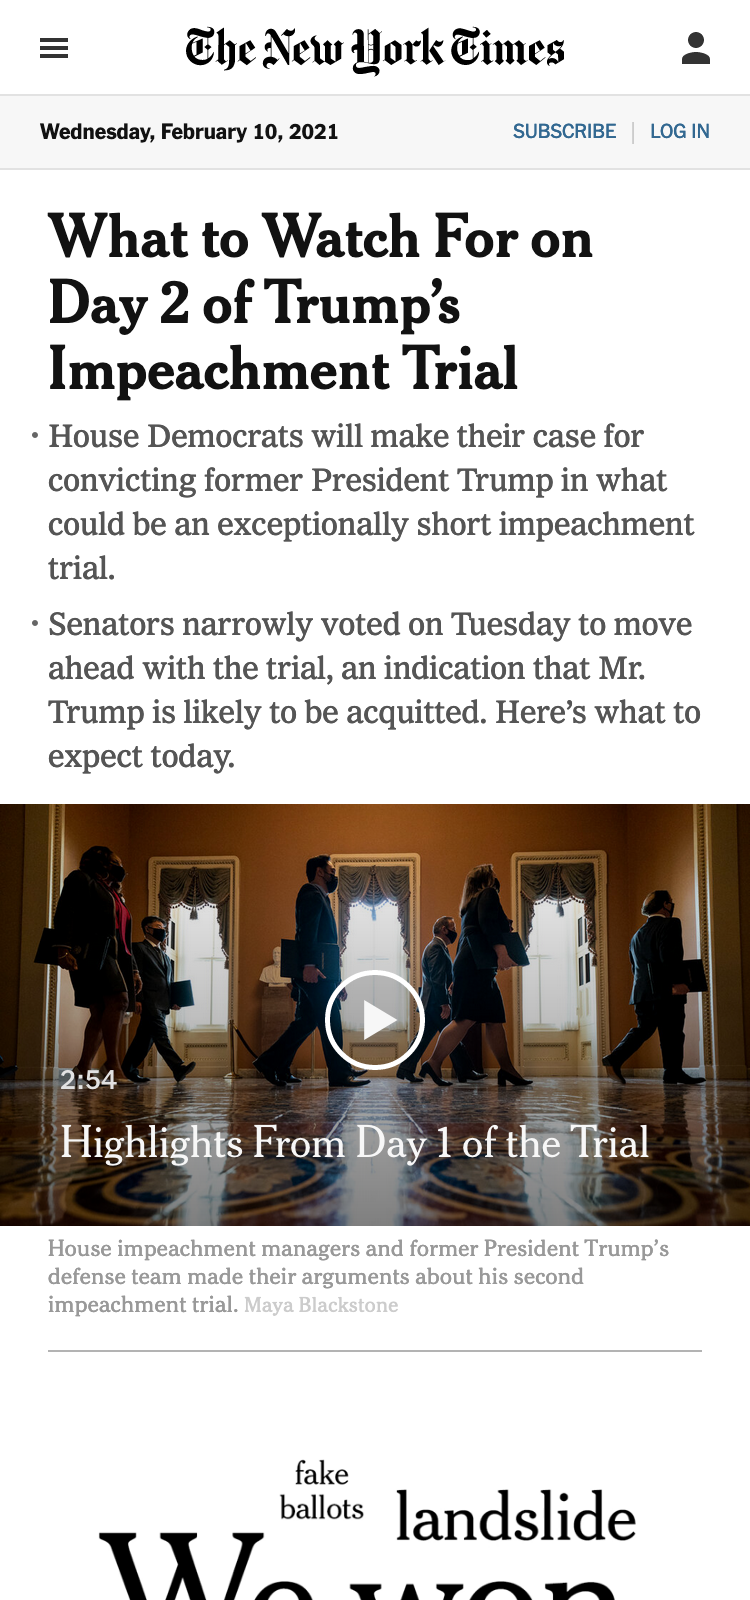 The New York Times
Wednesday, February 10, 2021
SUBSCRIBE | LOG IN
What to Watch For on
Day 2 of Trump’s
Impeachment Trial
• House Democrats will make their case for
convicting former President Trump in what
could be an exceptionally short impeachment
trial.
• Senators narrowly voted on Tuesday to move
ahead with the trial, an indication that Mr.
Trump is likely to be acquitted. Here’s what to
expect today.
2:54
Highlights From Day 1 of the Trial
House impeachment managers and former President Trump’s
defense team made their arguments about his second
impeachment trial. Maya Blackstone
fake
ballots
landslide
We won